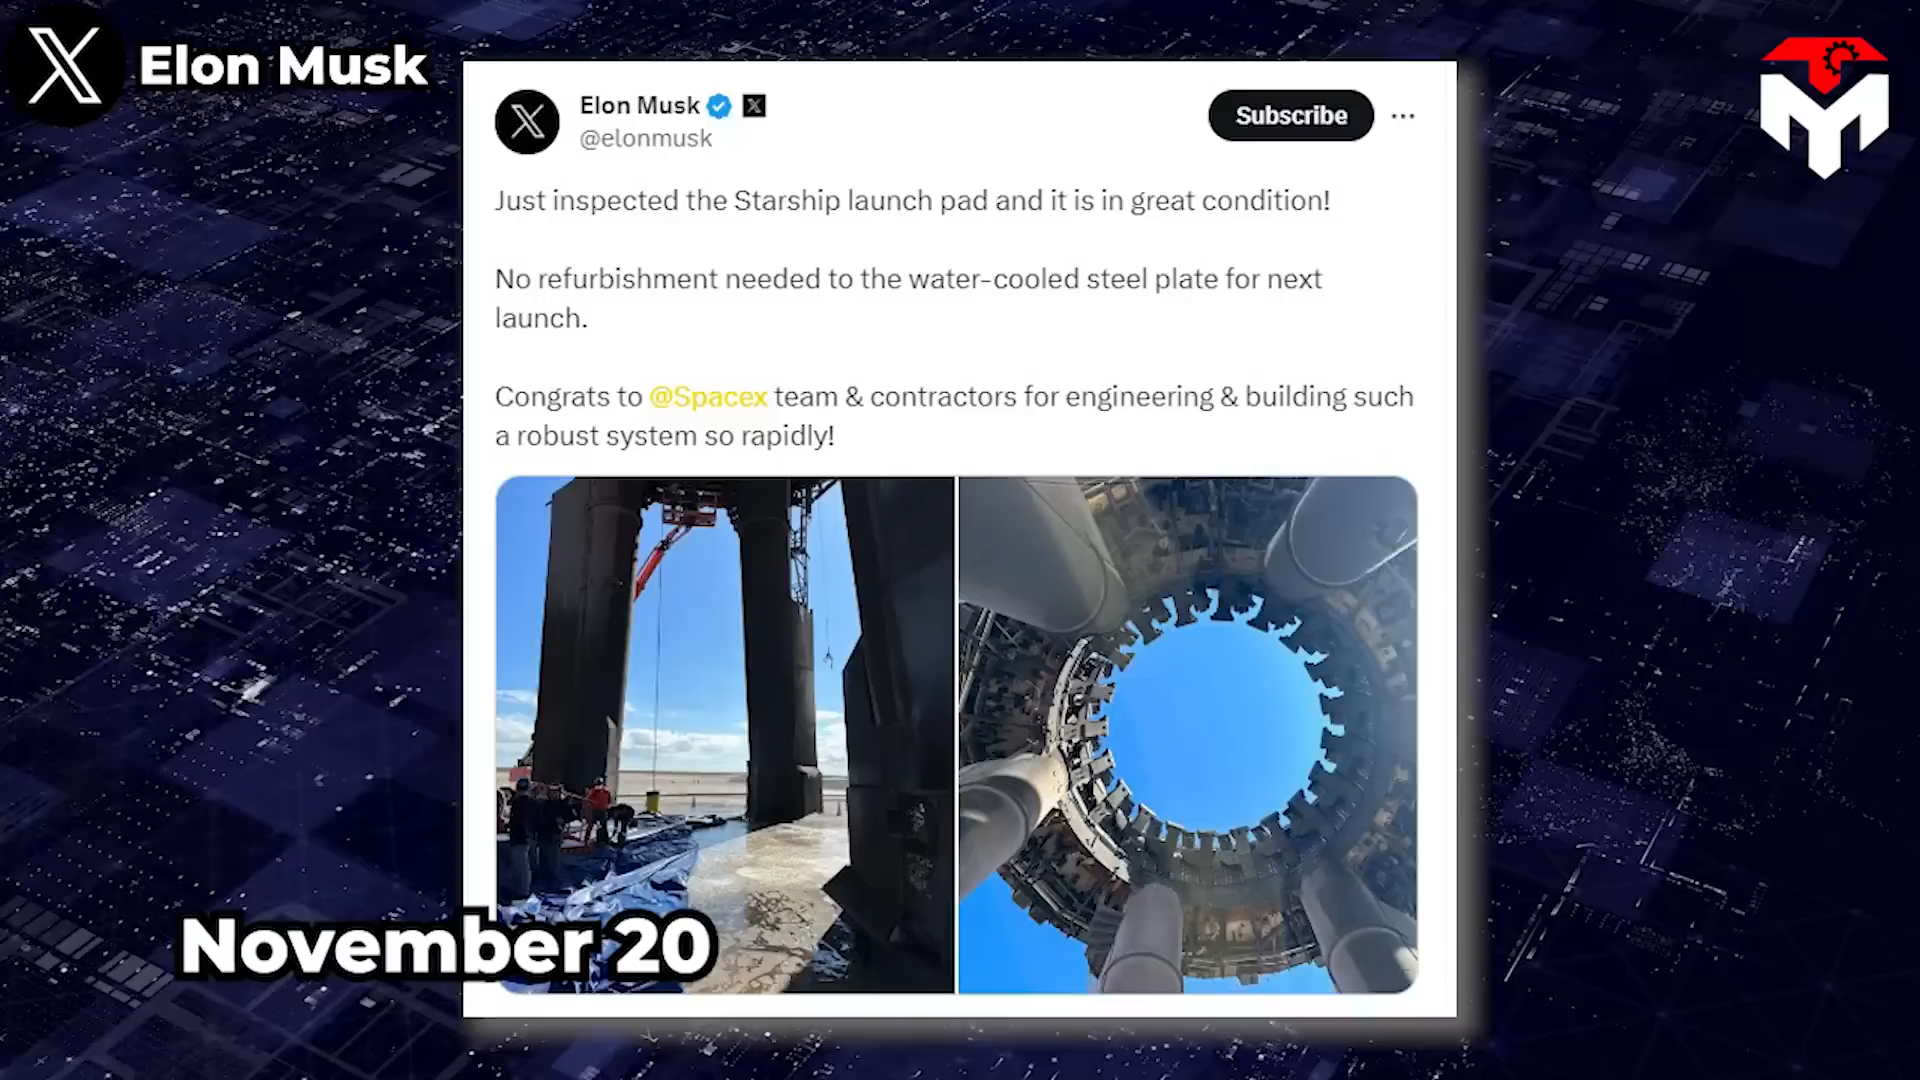 Elon Musk
Elon Musk
@elonmusk
Subscribe
Just inspected the Starship launch pad and it is in great condition!
No refurbishment needed to the water-cooled steel plate for next
launch.
Congrats to @Spacex team & contractors for engineering & building such
a robust system so rapidly!
November 20